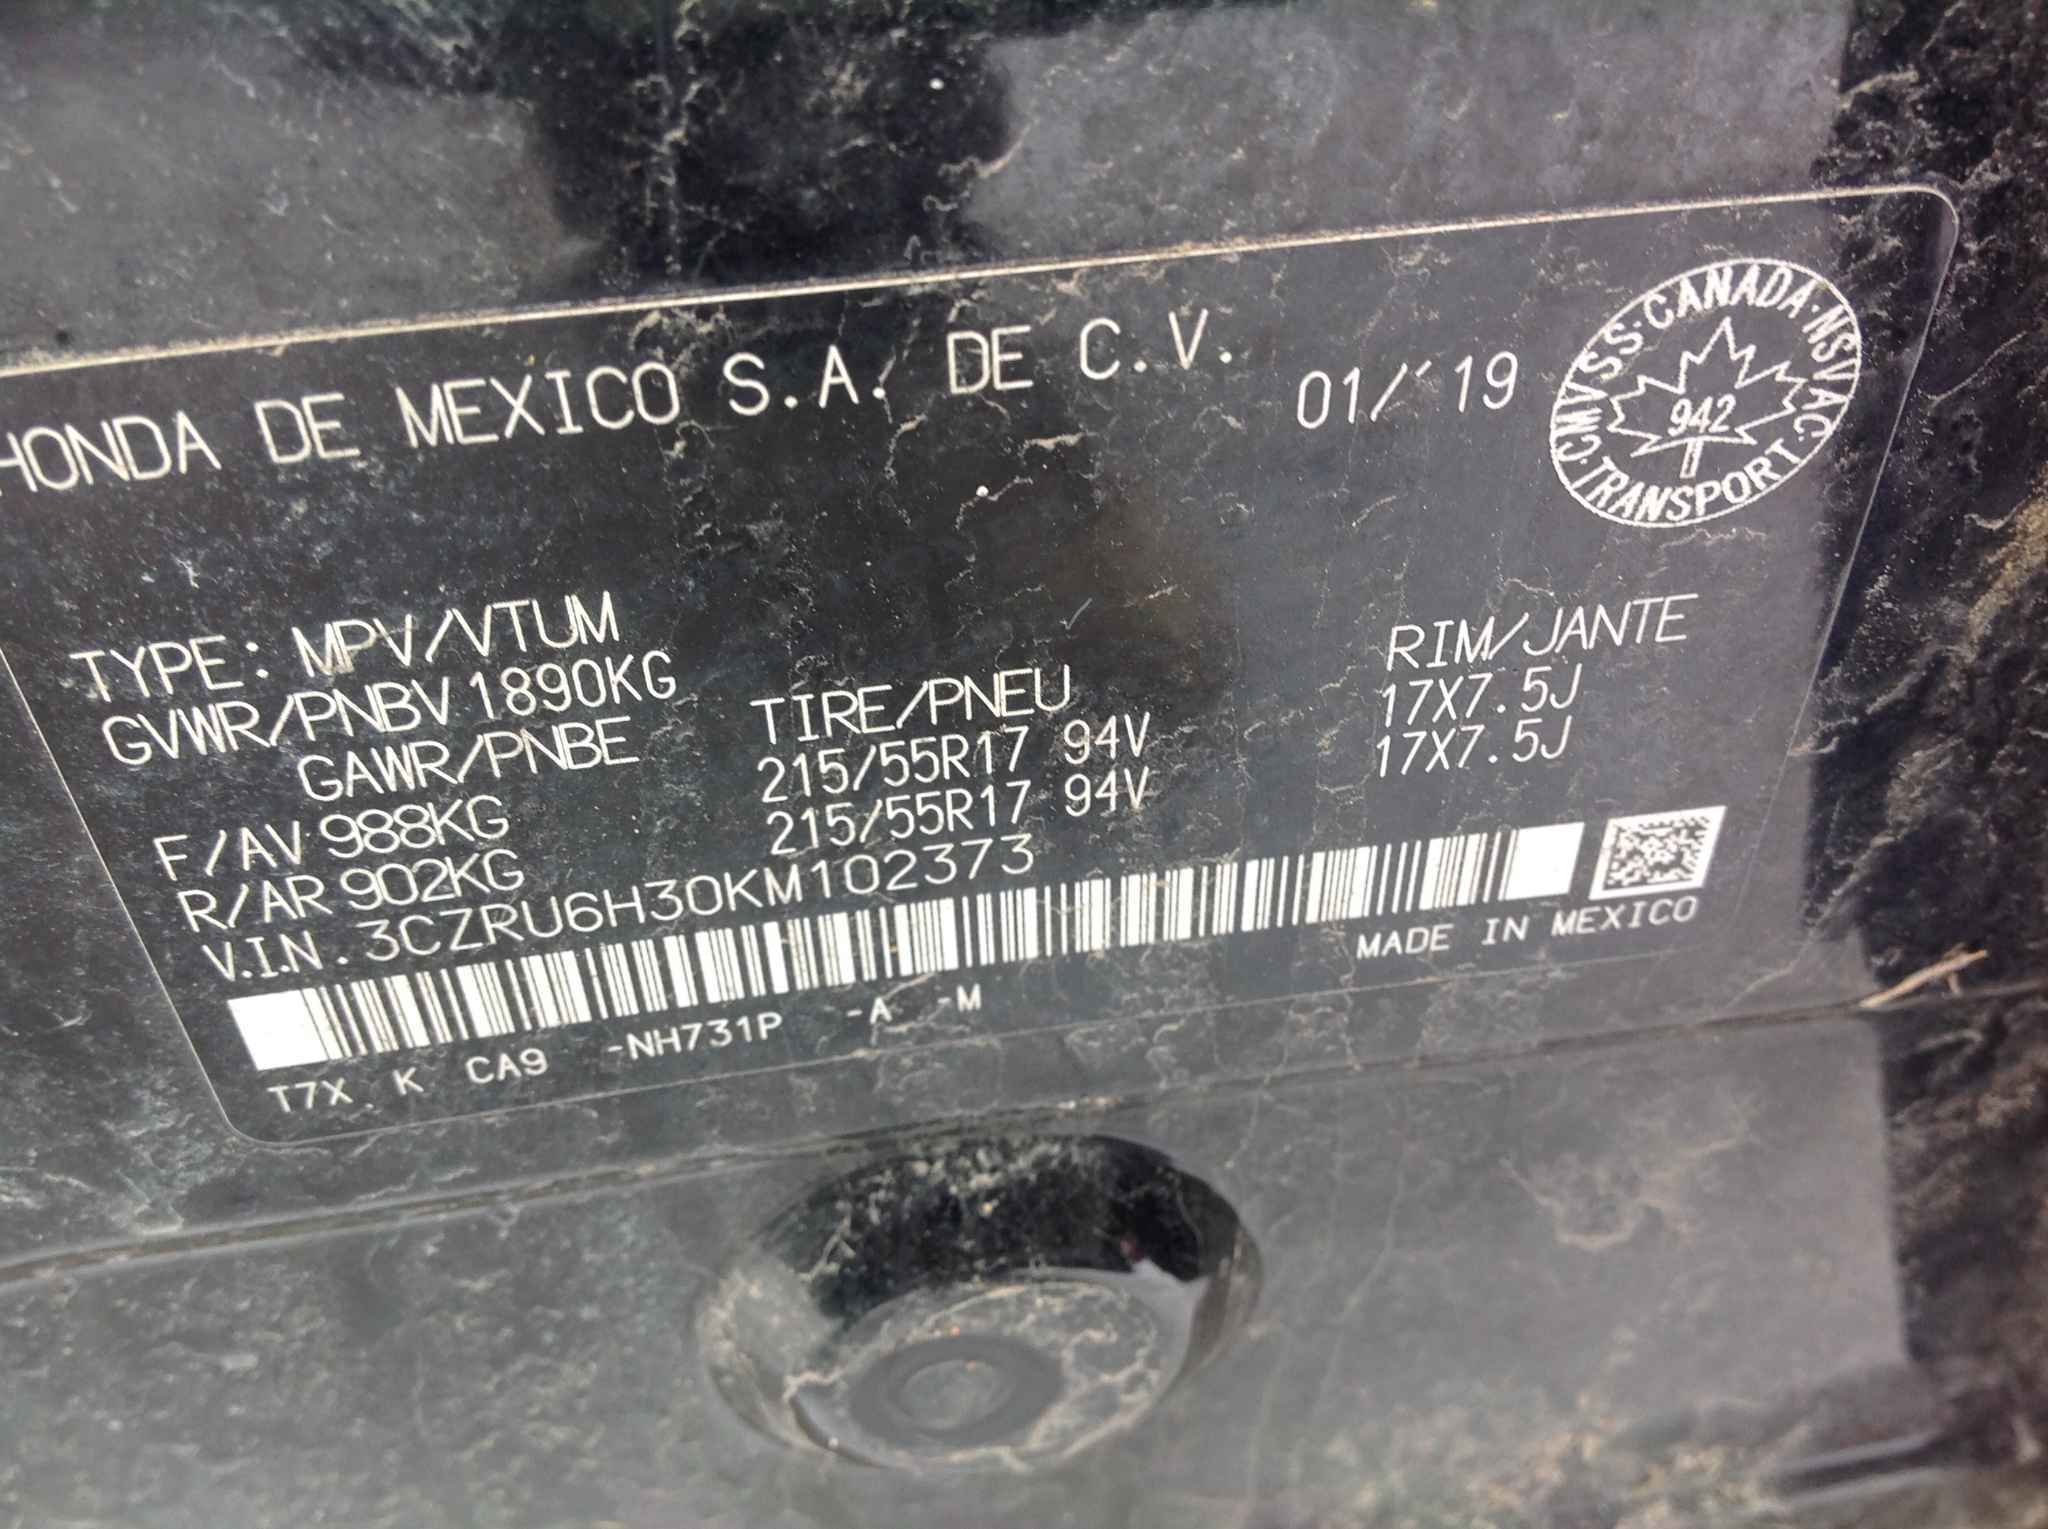 HONDA DE MEXICO S.A. DE C.V. 01/'19
CMVSS·CANADA·NSVAC·
TRANSPORT
942
TYPE: MPV/VTUM
GVWR/PNBV 1890KG
GAWR/PNBE TIRE/PNEU RIM/JANTE
F/AV 988KG 215/55R17 94V 17X7.5J
R/AR 902KG 215/55R17 94V 17X7.5J
V.I.N. 3CZRU6H30KM102373
MADE IN MEXICO
T7X K CA9 -NH731P -A -M